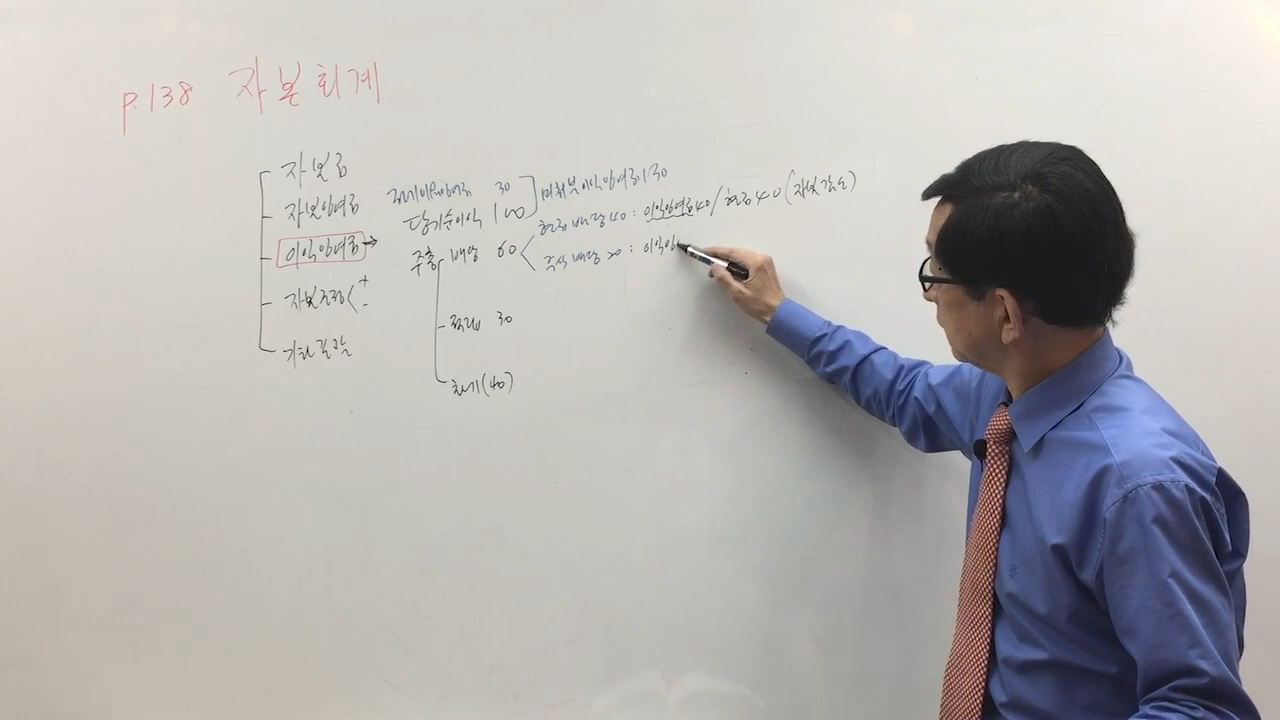 p.138 자본회계
자본금
자본잉여금
이익잉여금 →
자본조정 < + -
기타
전기이월이익잉여금 30
당기순이익 100
미처분이익잉여금 130
주총 배당 60
현금배당 40 : 이익잉여금 40 / 현금 40 (자본감소)
주식배당 20 : 이익잉
적립 30
차기 (40)